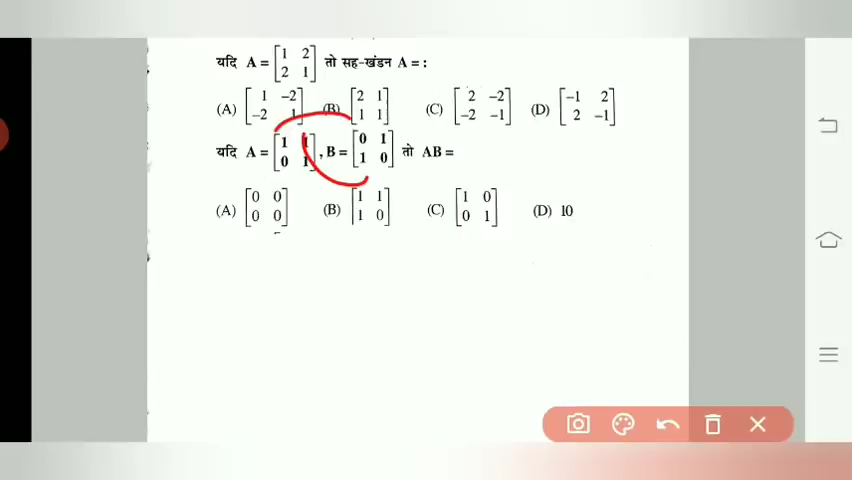 यदि A = [1 2 2 1] तो सह-खंडन A = :
(A) [1 -2 -2 1] (B) [2 1 1 1] (C) [2 -2 -2 -1] (D) [-1 2 2 -1]
यदि A = [1 1 0 1], B = [0 1 1 0] तो AB =
(A) [0 0 0 0] (B) [1 1 1 0] (C) [1 0 0 1] (D) 10